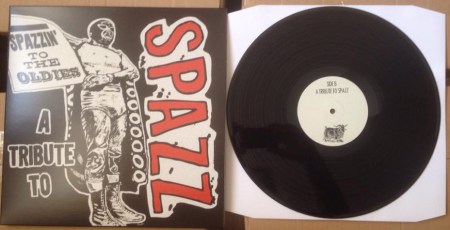 SPAZZIN'
TO THE
OLDIES
A
TRIBUTE
TO
SPAZZ
SIDE B
A TRIBUTE TO SPAZZ